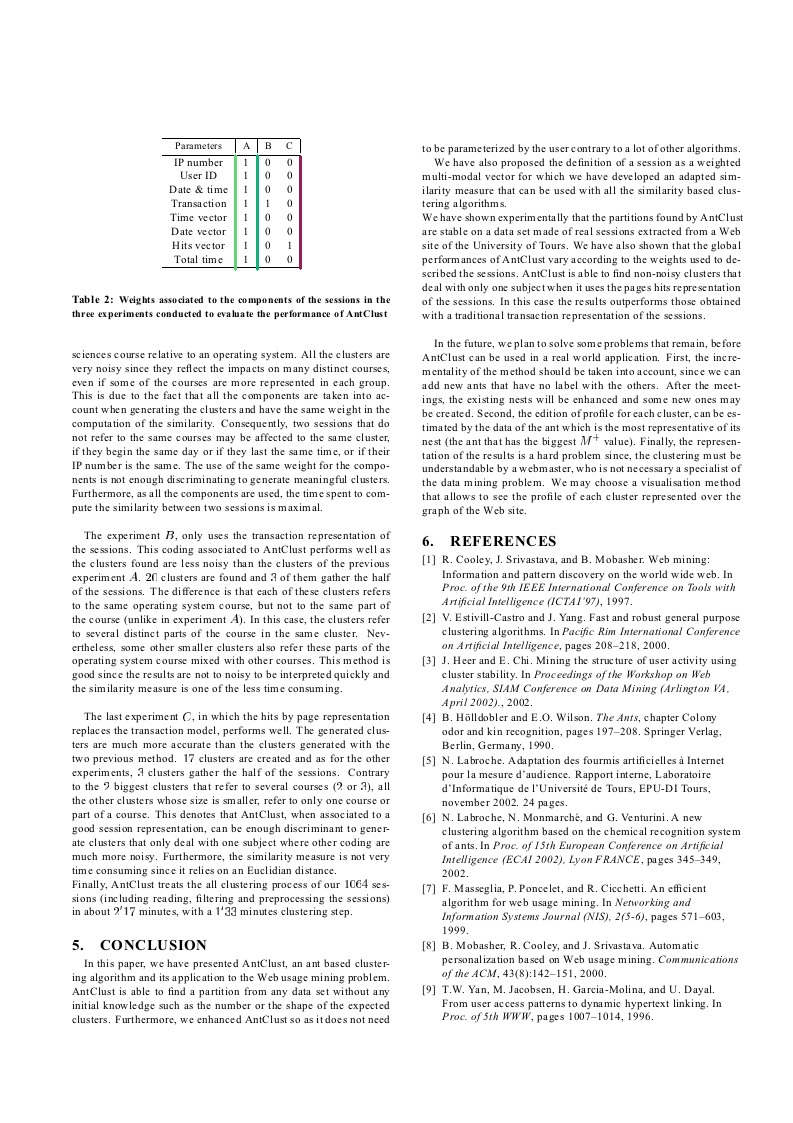 Parameters A B C
IP number 1 0 0
User ID 1 0 0
Date & time 1 0 0
Transaction 1 1 0
Time vector 1 0 0
Date vector 1 0 0
Hits vector 1 0 1
Total time 1 0 0
Table 2: Weights associated to the components of the sessions in the
three experiments conducted to evaluate the performance of AntClust
sciences course relative to an operating system. All the clusters are
very noisy since they reflect the impacts on many distinct courses,
even if some of the courses are more represented in each group.
This is due to the fact that all the components are taken into ac-
count when generating the clusters and have the same weight in the
computation of the similarity. Consequently, two sessions that do
not refer to the same courses may be affected to the same cluster,
if they begin the same day or if they last the same time, or if their
IP number is the same. The use of the same weight for the compo-
nents is not enough discriminating to generate meaningful clusters.
Furthermore, as all the components are used, the time spent to com-
pute the similarity between two sessions is maximal.
The experiment B, only uses the transaction representation of
the sessions. This coding associated to AntClust performs well as
the clusters found are less noisy than the clusters of the previous
experiment A. 20 clusters are found and 3 of them gather the half
of the sessions. The difference is that each of these clusters refers
to the same operating system course, but not to the same part of
the course (unlike in experiment A). In this case, the clusters refer
to several distinct parts of the course in the same cluster. Nev-
ertheless, some other smaller clusters also refer these parts of the
operating system course mixed with other courses. This method is
good since the results are not to noisy to be interpreted quickly and
the similarity measure is one of the less time consuming.
The last experiment C, in which the hits by page representation
replaces the transaction model, performs well. The generated clus-
ters are much more accurate than the clusters generated with the
two previous method. 17 clusters are created and as for the other
experiments, 3 clusters gather the half of the sessions. Contrary
to the 2 biggest clusters that refer to several courses (2 or 3), all
the other clusters whose size is smaller, refer to only one course or
part of a course. This denotes that AntClust, when associated to a
good session representation, can be enough discriminant to gener-
ate clusters that only deal with one subject where other coding are
much more noisy. Furthermore, the similarity measure is not very
time consuming since it relies on an Euclidian distance.
Finally, AntClust treats the all clustering process of our 1064 ses-
sions (including reading, filtering and preprocessing the sessions)
in about 2'17 minutes, with a 1'33 minutes clustering step.
5. CONCLUSION
In this paper, we have presented AntClust, an ant based cluster-
ing algorithm and its application to the Web usage mining problem.
AntClust is able to find a partition from any data set without any
initial knowledge such as the number or the shape of the expected
clusters. Furthermore, we enhanced AntClust so as it does not need
to be parameterized by the user contrary to a lot of other algorithms.
We have also proposed the definition of a session as a weighted
multi-modal vector for which we have developed an adapted sim-
ilarity measure that can be used with all the similarity based clus-
tering algorithms.
We have shown experimentally that the partitions found by AntClust
are stable on a data set made of real sessions extracted from a Web
site of the University of Tours. We have also shown that the global
performances of AntClust vary according to the weights used to de-
scribed the sessions. AntClust is able to find non-noisy clusters that
deal with only one subject when it uses the pages hits representation
of the sessions. In this case the results outperforms those obtained
with a traditional transaction representation of the sessions.
In the future, we plan to solve some problems that remain, before
AntClust can be used in a real world application. First, the incre-
mentality of the method should be taken into account, since we can
add new ants that have no label with the others. After the meet-
ings, the existing nests will be enhanced and some new ones may
be created. Second, the edition of profile for each cluster, can be es-
timated by the data of the ant which is the most representative of its
nest (the ant that has the biggest M⁺ value). Finally, the represen-
tation of the results is a hard problem since, the clustering must be
understandable by a webmaster, who is not necessary a specialist of
the data mining problem. We may choose a visualisation method
that allows to see the profile of each cluster represented over the
graph of the Web site.
6. REFERENCES
[1] R. Cooley, J. Srivastava, and B. Mobasher. Web mining:
Information and pattern discovery on the world wide web. In
Proc. of the 9th IEEE International Conference on Tools with
Artificial Intelligence (ICTAI'97), 1997.
[2] V. Estivill-Castro and J. Yang. Fast and robust general purpose
clustering algorithms. In Pacific Rim International Conference
on Artificial Intelligence, pages 208–218, 2000.
[3] J. Heer and E. Chi. Mining the structure of user activity using
cluster stability. In Proceedings of the Workshop on Web
Analytics, SIAM Conference on Data Mining (Arlington VA,
April 2002)., 2002.
[4] B. Hölldobler and E.O. Wilson. The Ants, chapter Colony
odor and kin recognition, pages 197–208. Springer Verlag,
Berlin, Germany, 1990.
[5] N. Labroche. Adaptation des fourmis artificielles à Internet
pour la mesure d'audience. Rapport interne, Laboratoire
d'Informatique de l'Université de Tours, EPU-DI Tours,
november 2002. 24 pages.
[6] N. Labroche, N. Monmarché, and G. Venturini. A new
clustering algorithm based on the chemical recognition system
of ants. In Proc. of 15th European Conference on Artificial
Intelligence (ECAI 2002), Lyon FRANCE, pages 345–349,
2002.
[7] F. Masseglia, P. Poncelet, and R. Cicchetti. An efficient
algorithm for web usage mining. In Networking and
Information Systems Journal (NIS), 2(5-6), pages 571–603,
1999.
[8] B. Mobasher, R. Cooley, and J. Srivastava. Automatic
personalization based on Web usage mining. Communications
of the ACM, 43(8):142–151, 2000.
[9] T.W. Yan, M. Jacobsen, H. Garcia-Molina, and U. Dayal.
From user access patterns to dynamic hypertext linking. In
Proc. of 5th WWW, pages 1007–1014, 1996.